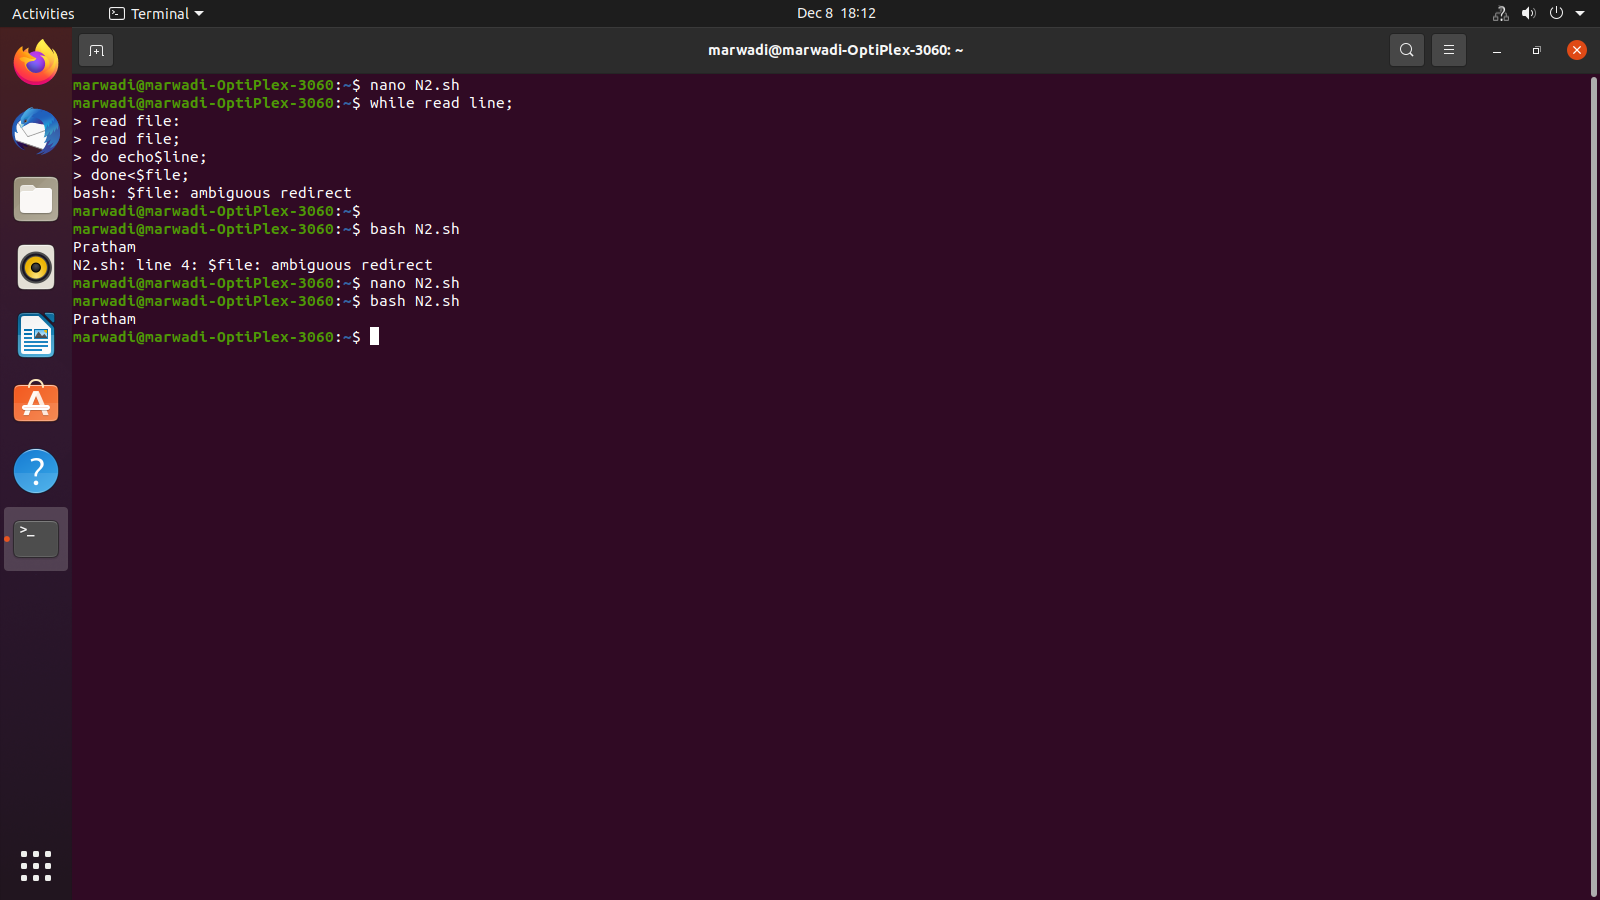 Activities
Terminal
Dec 8 18:12
marwadi@marwadi-OptiPlex-3060: ~
marwadi@marwadi-OptiPlex-3060:~$ nano N2.sh
marwadi@marwadi-OptiPlex-3060:~$ while read line;
> read file:
> read file;
> do echo$line;
> done<$file;
bash: $file: ambiguous redirect
marwadi@marwadi-OptiPlex-3060:~$
marwadi@marwadi-OptiPlex-3060:~$ bash N2.sh
Pratham
N2.sh: line 4: $file: ambiguous redirect
marwadi@marwadi-OptiPlex-3060:~$ nano N2.sh
marwadi@marwadi-OptiPlex-3060:~$ bash N2.sh
Pratham
marwadi@marwadi-OptiPlex-3060:~$